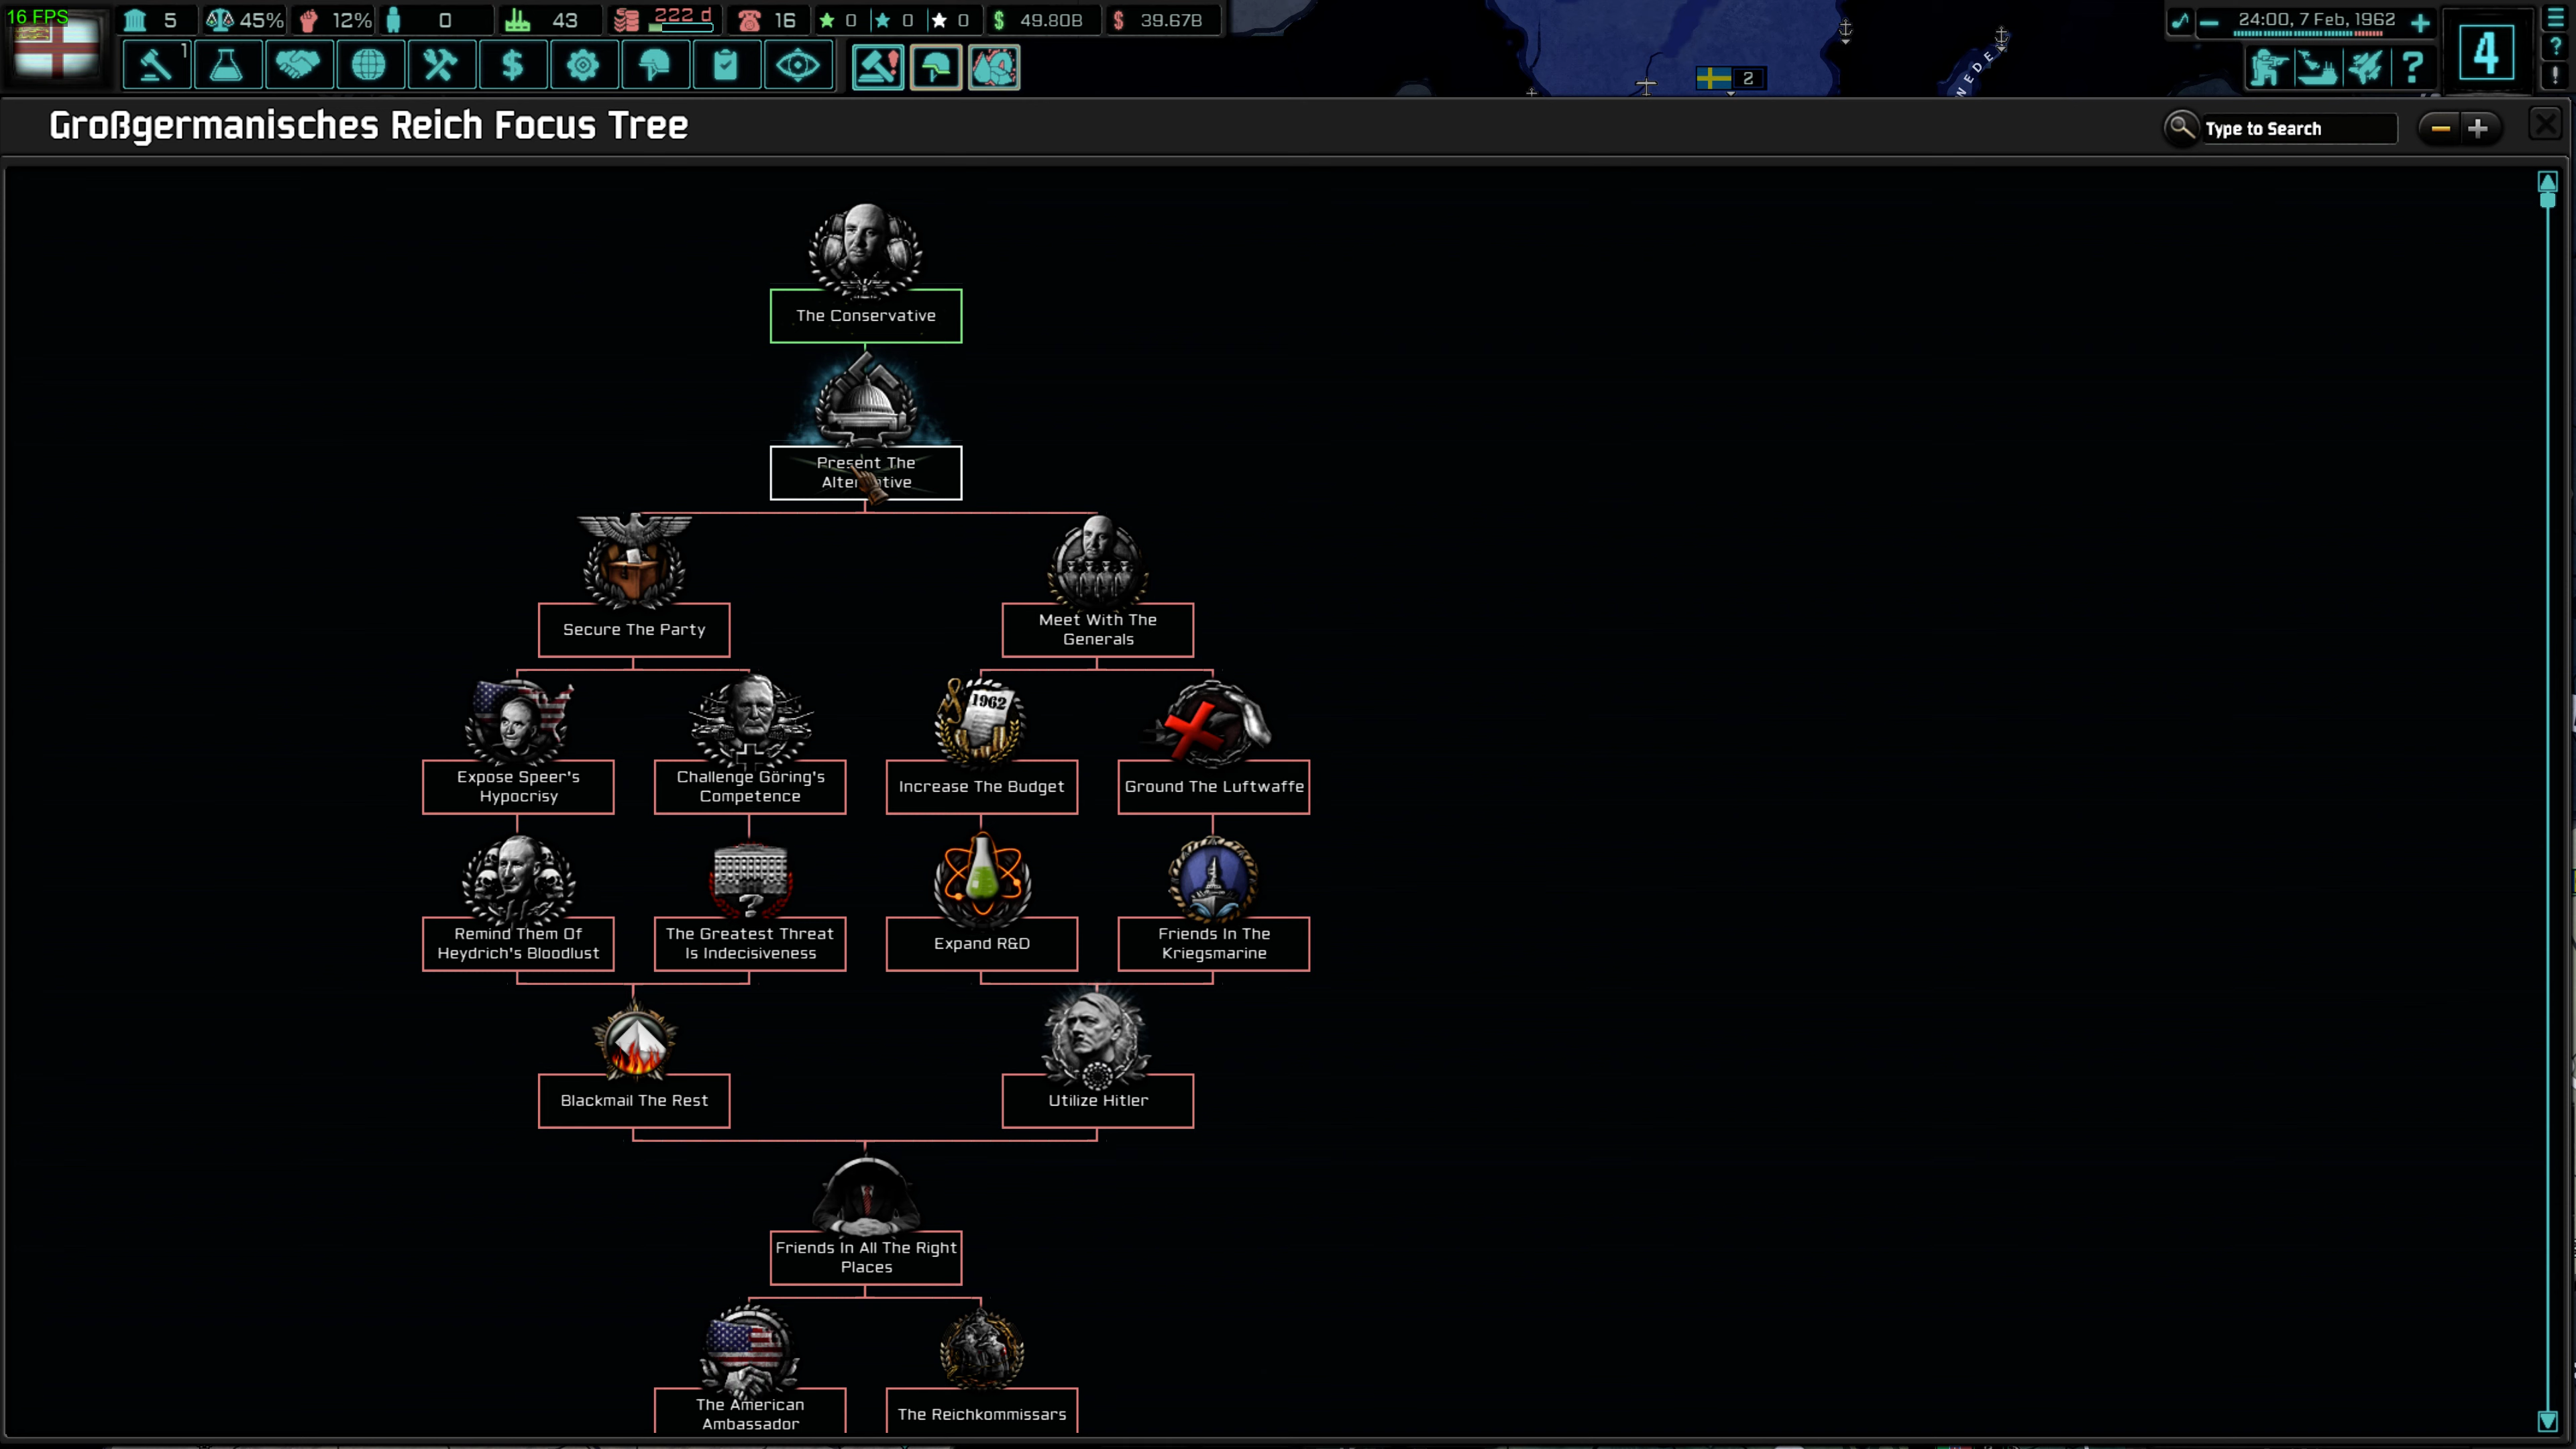 16 FPS
5
45%
12%
0
43
222 d
16
0
0
0
$ 49.80B
$ 39.67B
24:00, 7 Feb, 1962
4
1
2
Großgermanisches Reich Focus Tree
Type to Search
The Conservative
Present The
Alternative
Secure The Party
Meet With The
Generals
1962
Expose Speer's
Hypocrisy
Challenge Göring's
Competence
Increase The Budget
Ground The Luftwaffe
Remind Them Of
Heydrich's Bloodlust
The Greatest Threat
Is Indecisiveness
Expand R&D
Friends In The
Kriegsmarine
Blackmail The Rest
Utilize Hitler
Friends In All The Right
Places
The American
Ambassador
The Reichkommissars